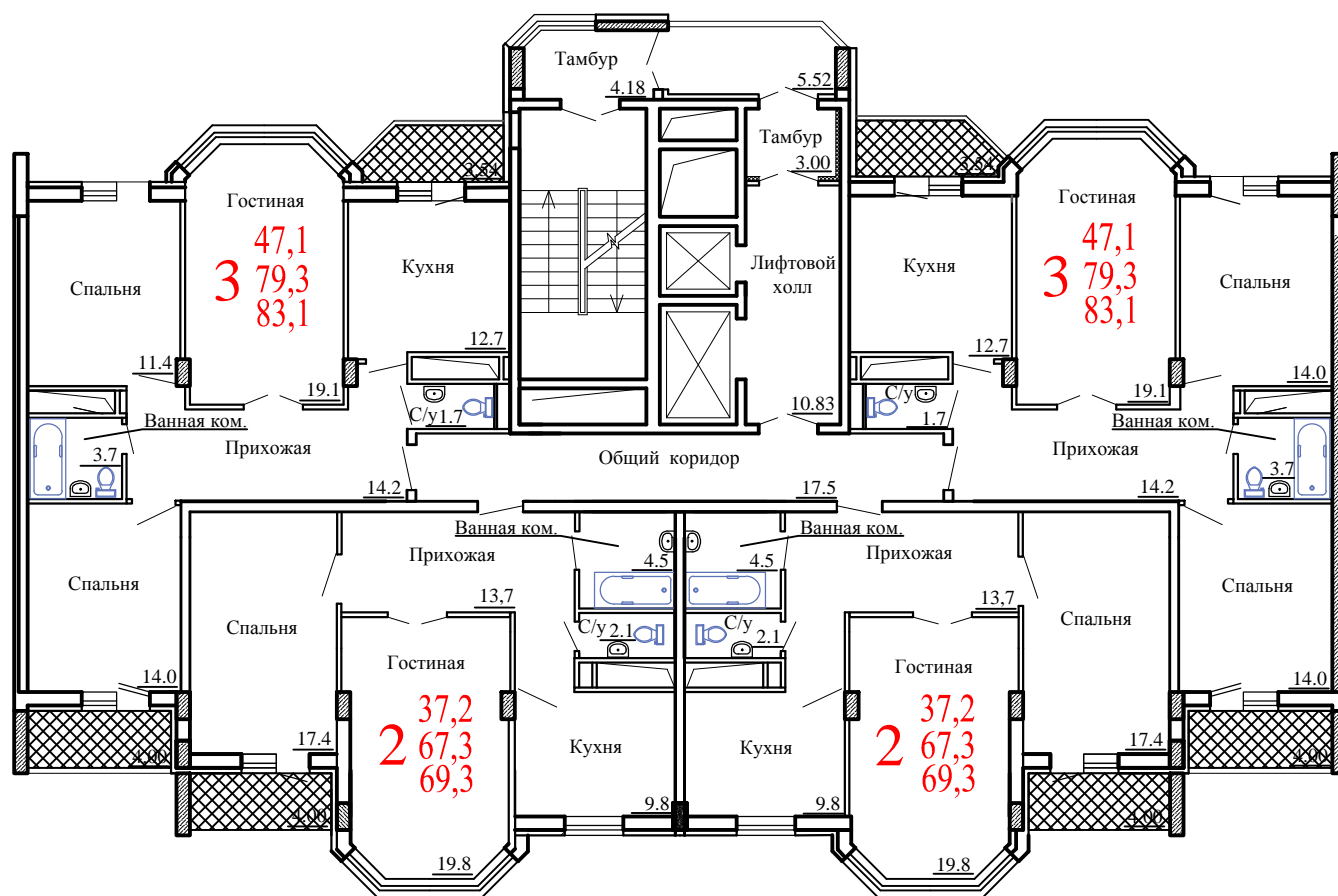 Тамбур
4.18
5.52
Тамбур
3.00
3.54
3.54
Гостиная
47,1
3 79,3
83,1
19.1
Спальня
11.4
Кухня
12.7
Лифтовой
холл
10.83
Кухня
12.7
Гостиная
47,1
3 79,3
83,1
19.1
Спальня
14.0
С/у
1.7
Ванная ком.
3.7
Прихожая
14.2
Общий коридор
17.5
С/у
1.7
Прихожая
14.2
Ванная ком.
3.7
Спальня
14.0
Спальня
17.4
Прихожая
13,7
Ванная ком.
4.5
С/у
2.1
Ванная ком.
4.5
С/у
2.1
Прихожая
13,7
Спальня
17.4
Спальня
14.0
Гостиная
37,2
2 67,3
69,3
19.8
Кухня
9.8
Кухня
9.8
Гостиная
37,2
2 67,3
69,3
19.8
4.00
4.00
4.00
4.00